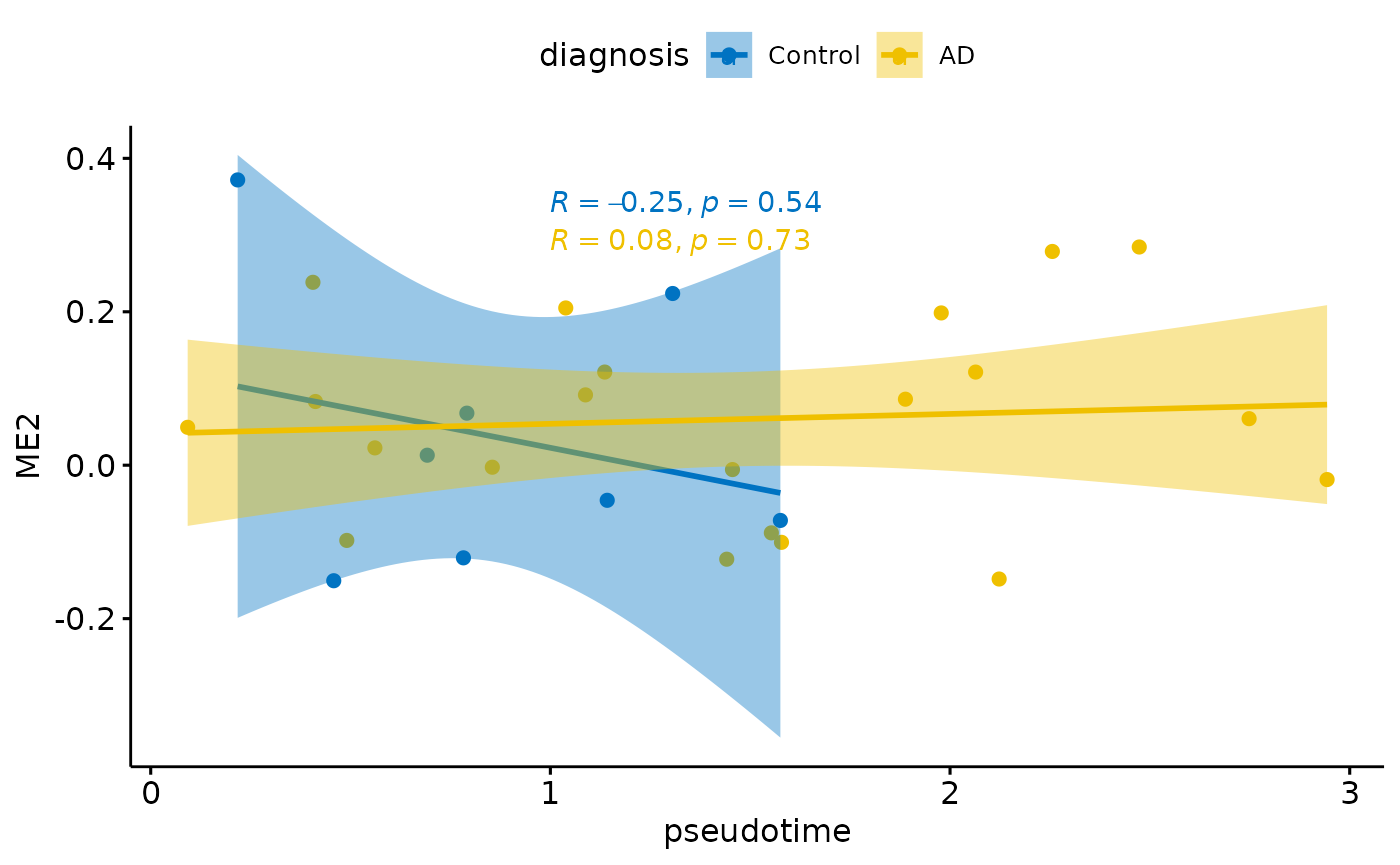 diagnosis Control AD
0.4
R = –0.25, p = 0.54
R = 0.08, p = 0.73
0.2
ME2
0.0
-0.2
0 1 2 3
pseudotime